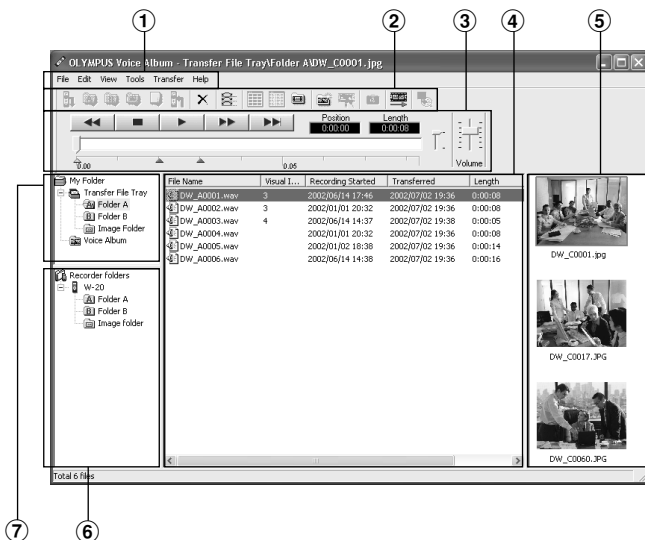 ① ② ③ ④ ⑤
OLYMPUS Voice Album - Transfer File Tray\Folder A\DW_C0001.jpg
File Edit View Tools Transfer Help
Position Length
0:00:00 0:00:08
0.00 0.05
Volume
My Folder
Transfer File Tray
Folder A
Folder B
Image Folder
Voice Album
Recorder folders
W-20
Folder A
Folder B
Image folder
File Name Visual I... Recording Started Transferred Length
DW_A0001.wav 3 2002/06/14 17:46 2002/07/02 19:36 0:00:08
DW_A0002.wav 3 2002/01/01 20:32 2002/07/02 19:36 0:00:08
DW_A0003.wav 4 2002/06/14 14:37 2002/07/02 19:38 0:00:05
DW_A0004.wav 2002/01/01 20:32 2002/07/02 19:36 0:00:08
DW_A0005.wav 2002/01/02 18:38 2002/07/02 19:36 0:00:14
DW_A0006.wav 2002/06/14 14:38 2002/07/02 19:36 0:00:16
DW_C0001.jpg
DW_C0017.JPG
DW_C0060.JPG
Total 6 files
⑦ ⑥